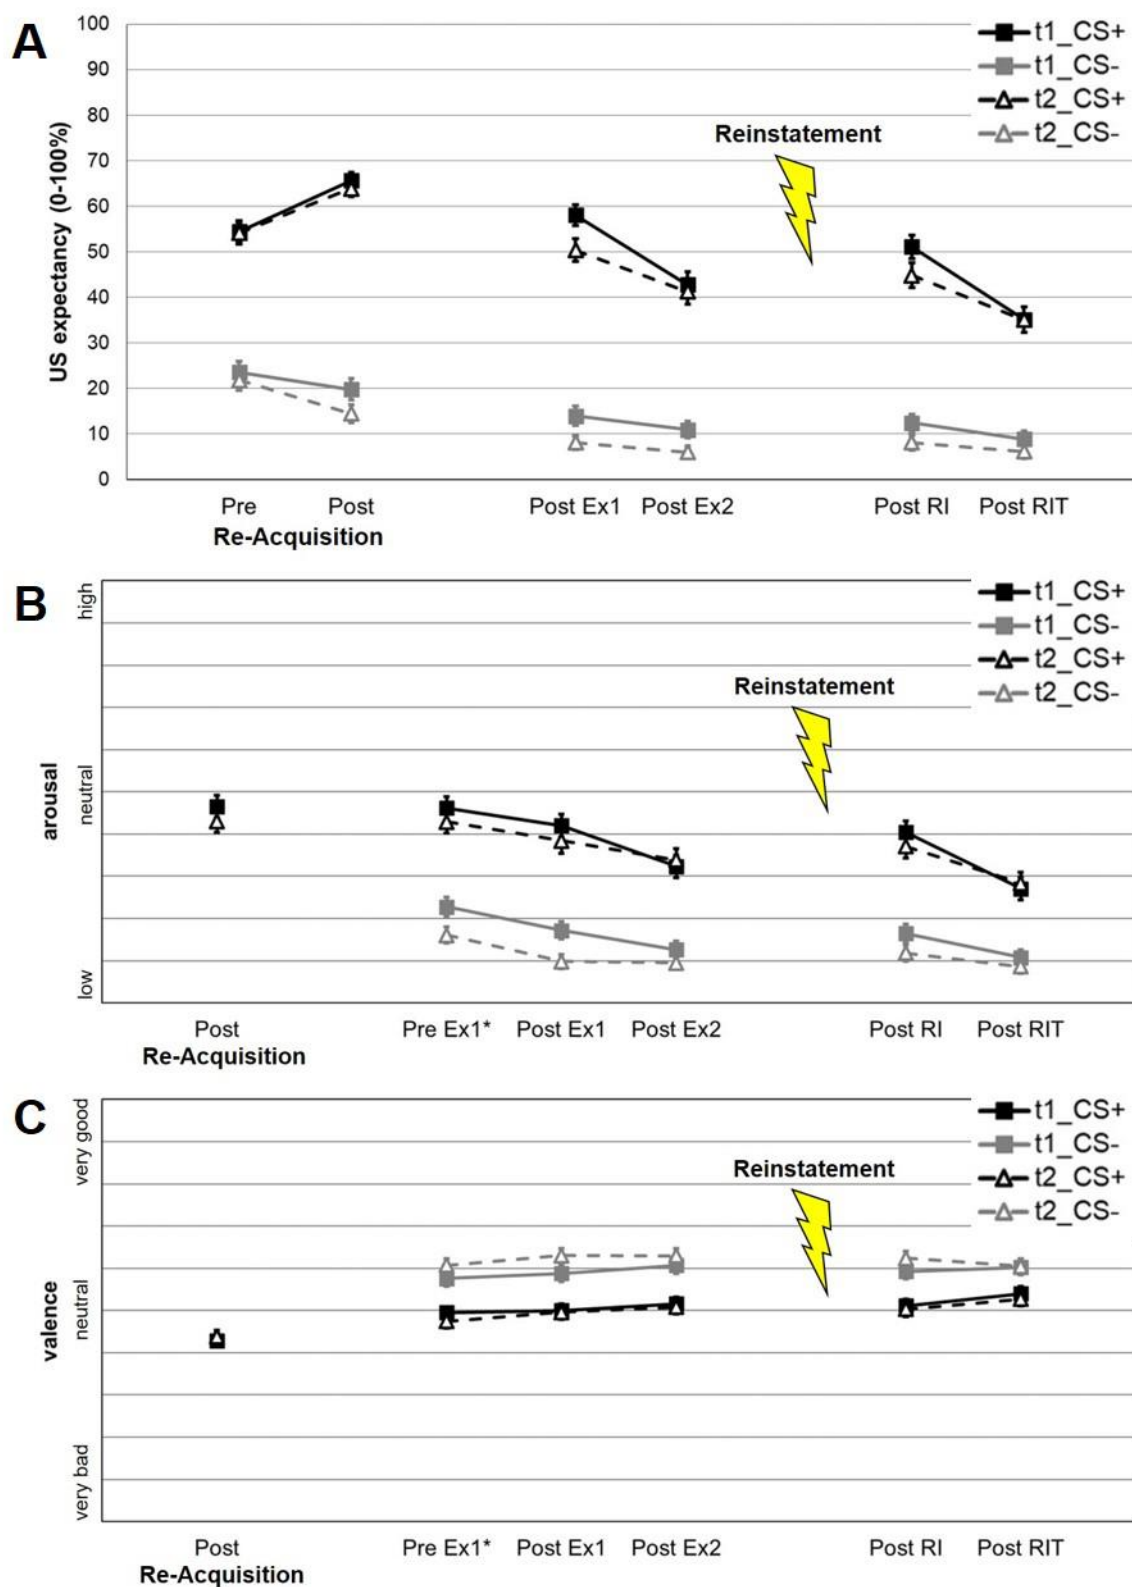 A
100
90
80
70
60
50
40
30
20
10
0
US expectancy (0-100%)
t1_CS+
t1_CS-
t2_CS+
t2_CS-
Reinstatement
Pre Post Post Ex1 Post Ex2 Post RI Post RIT
Re-Acquisition
B
high
neutral
low
arousal
t1_CS+
t1_CS-
t2_CS+
t2_CS-
Reinstatement
Post Pre Ex1* Post Ex1 Post Ex2 Post RI Post RIT
Re-Acquisition
C
very good
neutral
very bad
valence
t1_CS+
t1_CS-
t2_CS+
t2_CS-
Reinstatement
Post Pre Ex1* Post Ex1 Post Ex2 Post RI Post RIT
Re-Acquisition